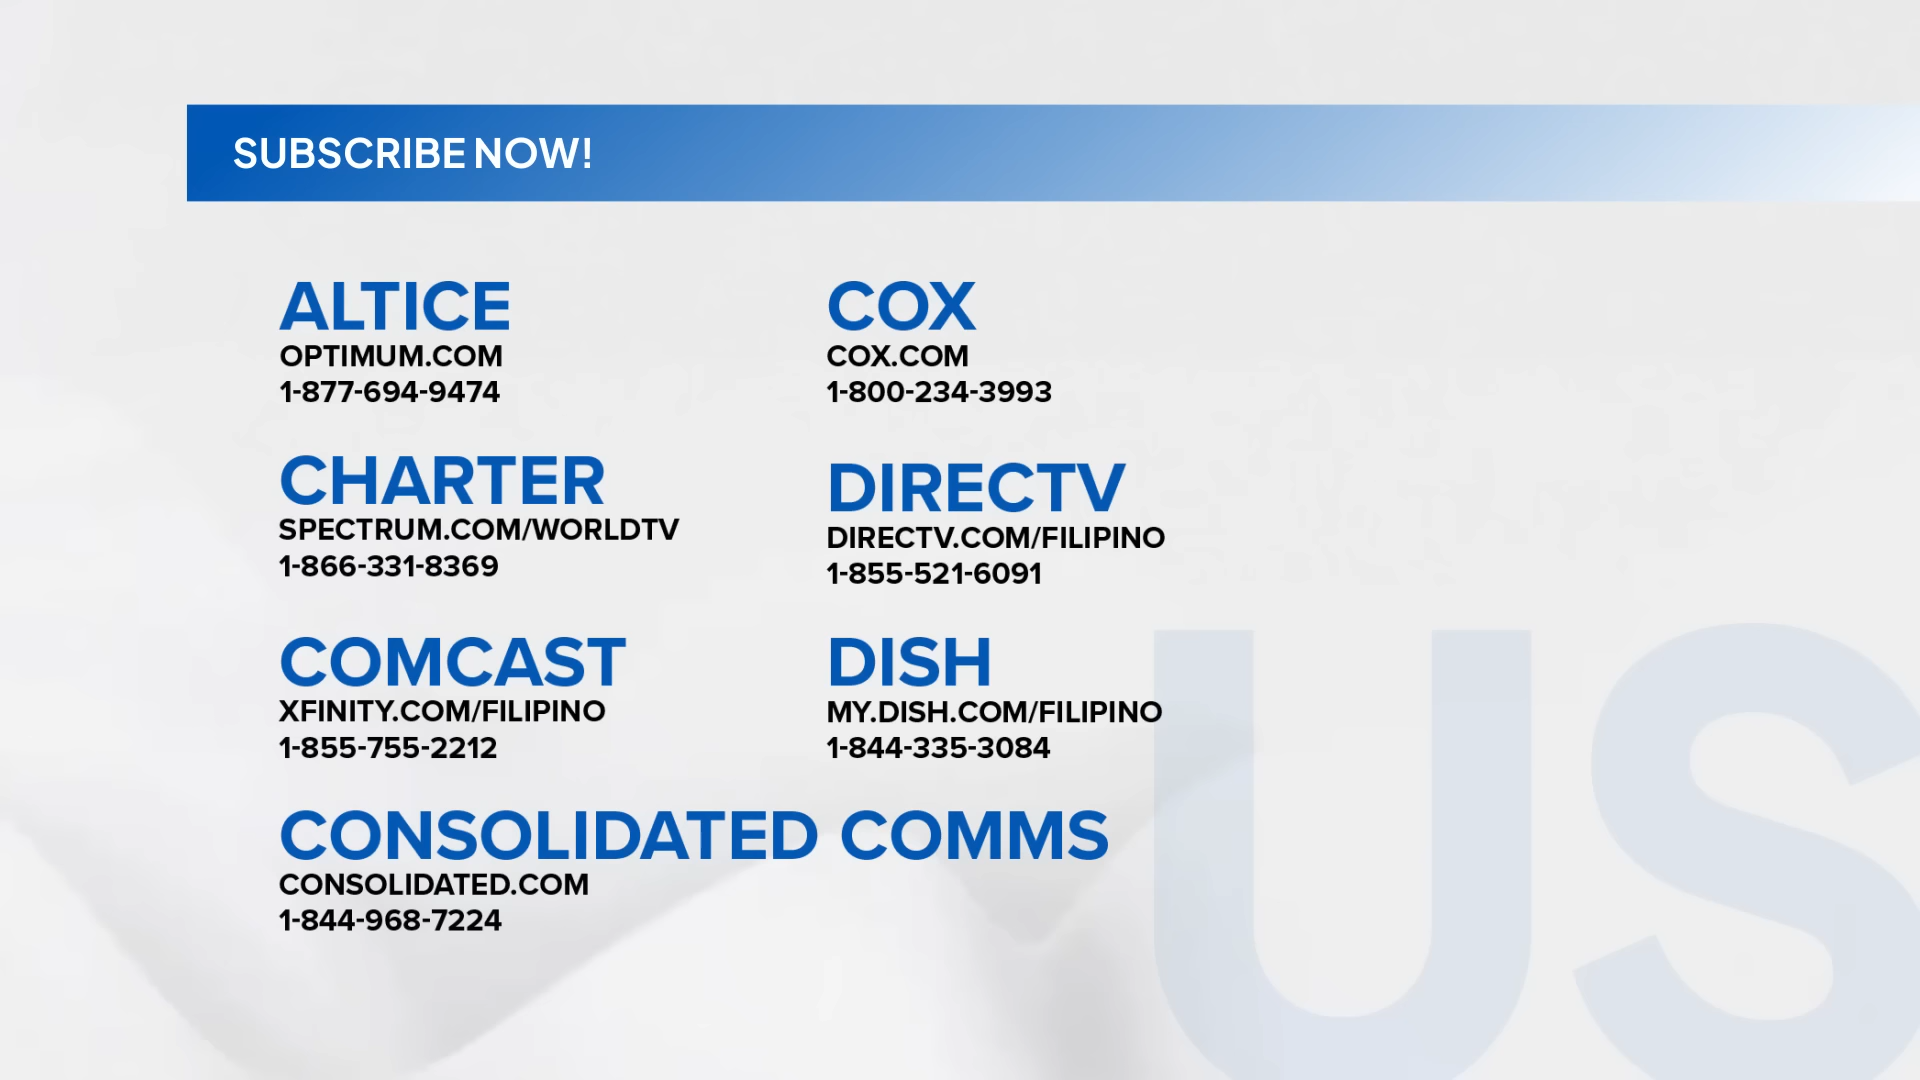 SUBSCRIBE NOW!
ALTICE
OPTIMUM.COM
1-877-694-9474
CHARTER
SPECTRUM.COM/WORLDTV
1-866-331-8369
COMCAST
XFINITY.COM/FILIPINO
1-855-755-2212
CONSOLIDATED COMMS
CONSOLIDATED.COM
1-844-968-7224
COX
COX.COM
1-800-234-3993
DIRECTV
DIRECTV.COM/FILIPINO
1-855-521-6091
DISH
MY.DISH.COM/FILIPINO
1-844-335-3084
US